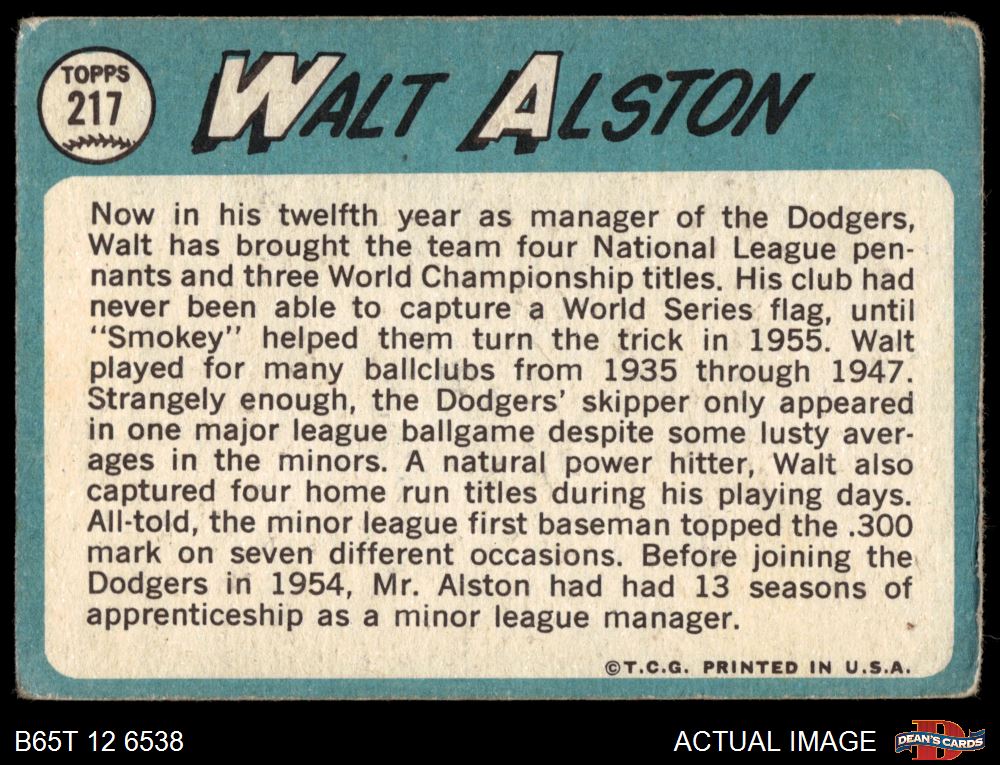 TOPPS
217
WALT ALSTON
Now in his twelfth year as manager of the Dodgers,
Walt has brought the team four National League pen-
nants and three World Championship titles. His club had
never been able to capture a World Series flag, until
"Smokey" helped them turn the trick in 1955. Walt
played for many ballclubs from 1935 through 1947.
Strangely enough, the Dodgers' skipper only appeared
in one major league ballgame despite some lusty aver-
ages in the minors. A natural power hitter, Walt also
captured four home run titles during his playing days.
All-told, the minor league first baseman topped the .300
mark on seven different occasions. Before joining the
Dodgers in 1954, Mr. Alston had had 13 seasons of
apprenticeship as a minor league manager.
©T.C.G. PRINTED IN U.S.A.
B65T 12 6538
ACTUAL IMAGE
DEAN'S CARDS